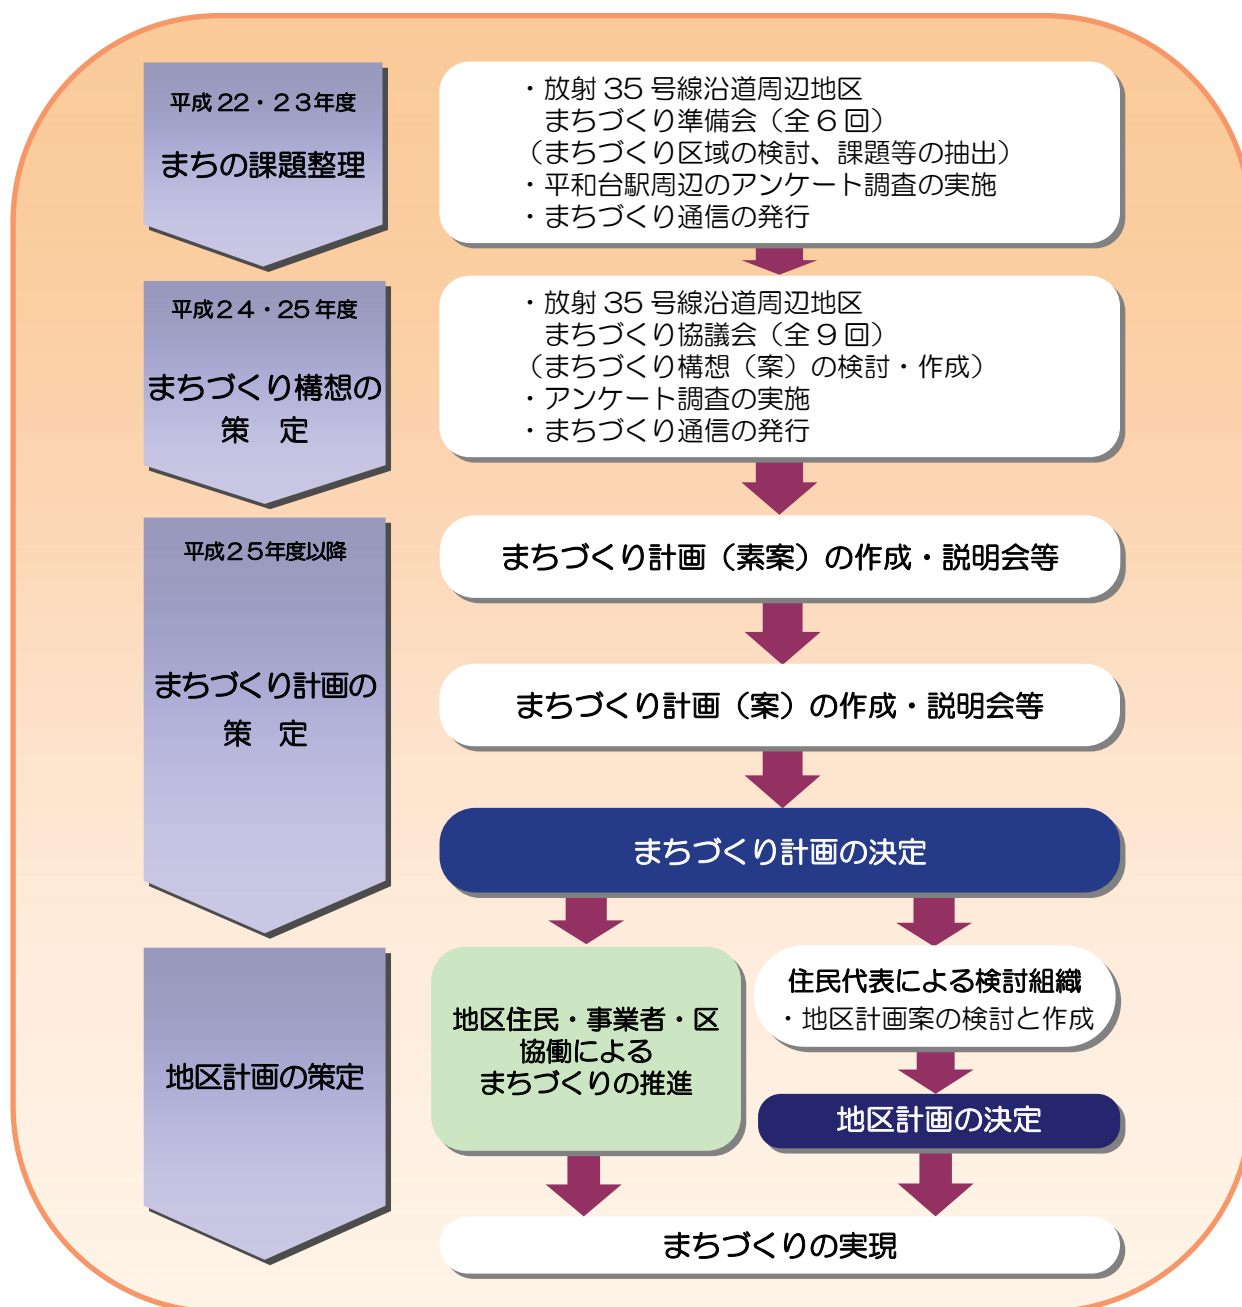 平成22・２３年度
まちの課題整理
・放射 35 号線沿道周辺地区
まちづくり準備会（全 6 回）
（まちづくり区域の検討、課題等の抽出）
・平和台駅周辺のアンケート調査の実施
・まちづくり通信の発行
平成２４・25 年度
まちづくり構想の
策　定
・放射 35 号線沿道周辺地区
まちづくり協議会（全 9 回）
（まちづくり構想（案）の検討・作成）
・アンケート調査の実施
・まちづくり通信の発行
平成２５年度以降
まちづくり計画の
策　定
まちづくり計画（素案）の作成・説明会等
まちづくり計画（案）の作成・説明会等
まちづくり計画の決定
地区計画の策定
地区住民・事業者・区
協働による
まちづくりの推進
住民代表による検討組織
・地区計画案の検討と作成
地区計画の決定
まちづくりの実現